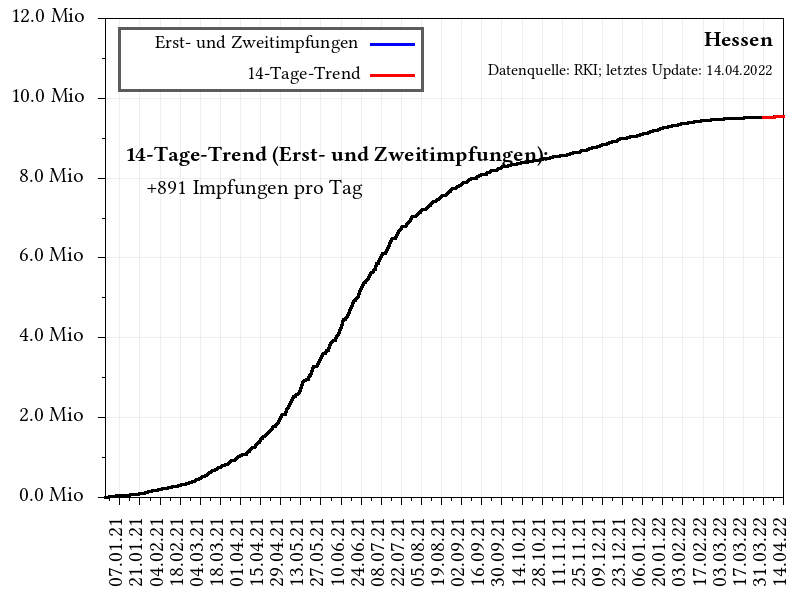 12.0 Mio
10.0 Mio
8.0 Mio
6.0 Mio
4.0 Mio
2.0 Mio
0.0 Mio
Erst- und Zweitimpfungen
14-Tage-Trend
Hessen
Datenquelle: RKI; letztes Update: 14.04.2022
14-Tage-Trend (Erst- und Zweitimpfungen):
+891 Impfungen pro Tag
07.01.21
21.01.21
04.02.21
18.02.21
04.03.21
18.03.21
01.04.21
15.04.21
29.04.21
13.05.21
27.05.21
10.06.21
24.06.21
08.07.21
22.07.21
05.08.21
19.08.21
02.09.21
16.09.21
30.09.21
14.10.21
28.10.21
11.11.21
25.11.21
09.12.21
23.12.21
06.01.22
20.01.22
03.02.22
17.02.22
03.03.22
17.03.22
31.03.22
14.04.22